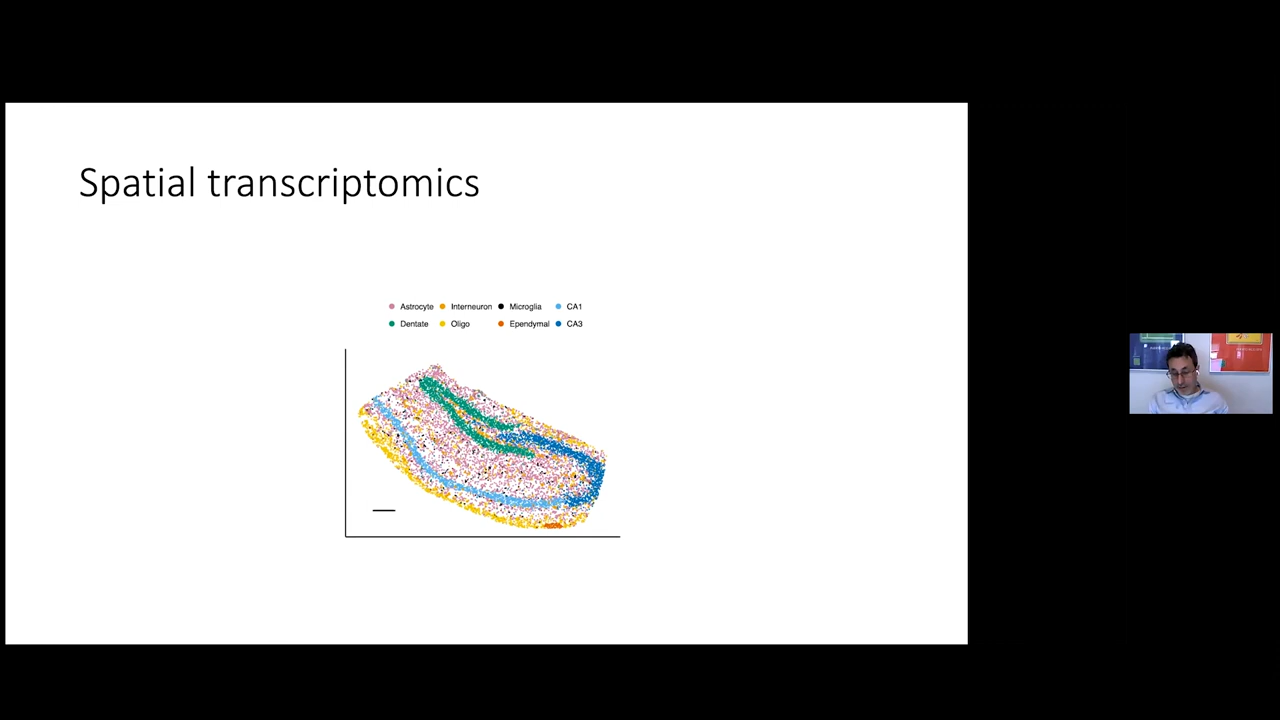 Spatial transcriptomics
Astrocyte Interneuron Microglia CA1
Dentate Oligo Ependymal CA3